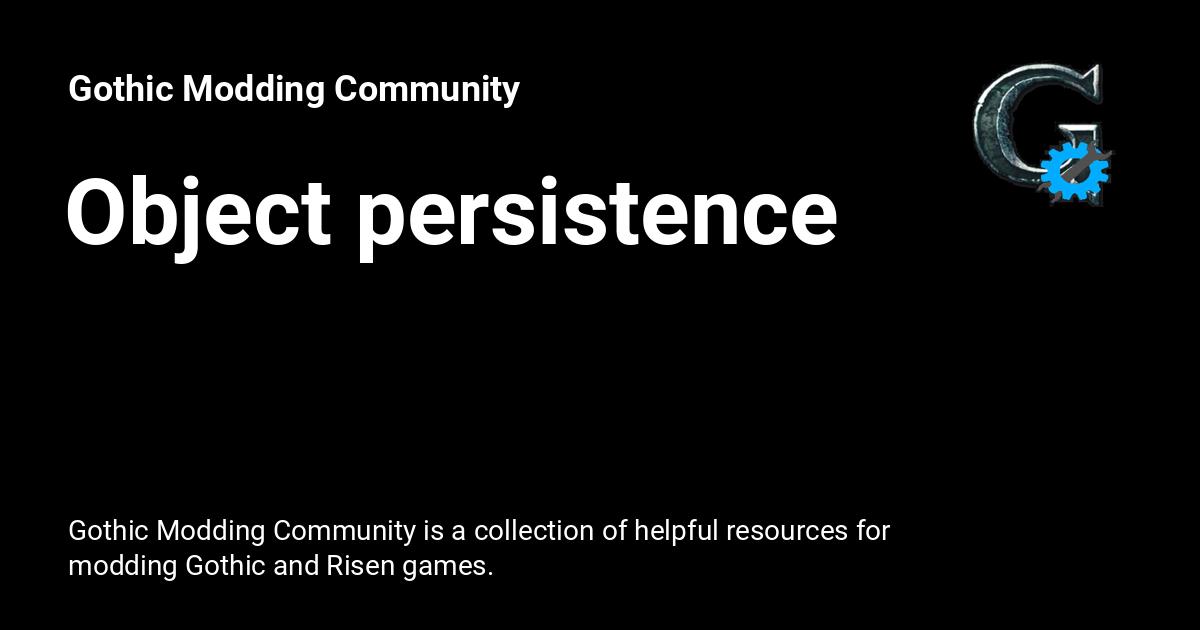 Gothic Modding Community
G
Object persistence
Gothic Modding Community is a collection of helpful resources for
modding Gothic and Risen games.